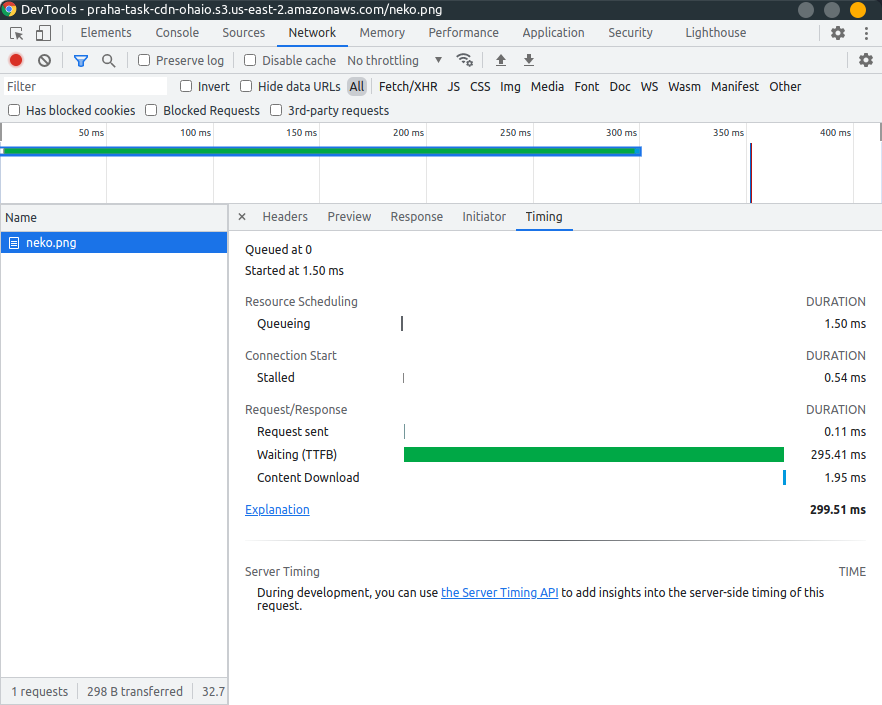 DevTools - praha-task-cdn-ohaio.s3.us-east-2.amazonaws.com/neko.png
Elements Console Sources Network Memory Performance Application Security Lighthouse
Preserve log Disable cache No throttling
Filter Invert Hide data URLs All Fetch/XHR JS CSS Img Media Font Doc WS Wasm Manifest Other
Has blocked cookies Blocked Requests 3rd-party requests
50 ms 100 ms 150 ms 200 ms 250 ms 300 ms 350 ms 400 ms
Name
neko.png
× Headers Preview Response Initiator Timing
Queued at 0
Started at 1.50 ms
Resource Scheduling DURATION
Queueing 1.50 ms
Connection Start DURATION
Stalled 0.54 ms
Request/Response DURATION
Request sent 0.11 ms
Waiting (TTFB) 295.41 ms
Content Download 1.95 ms
Explanation 299.51 ms
Server Timing TIME
During development, you can use the Server Timing API to add insights into the server-side timing of this
request.
1 requests 298 B transferred 32.7